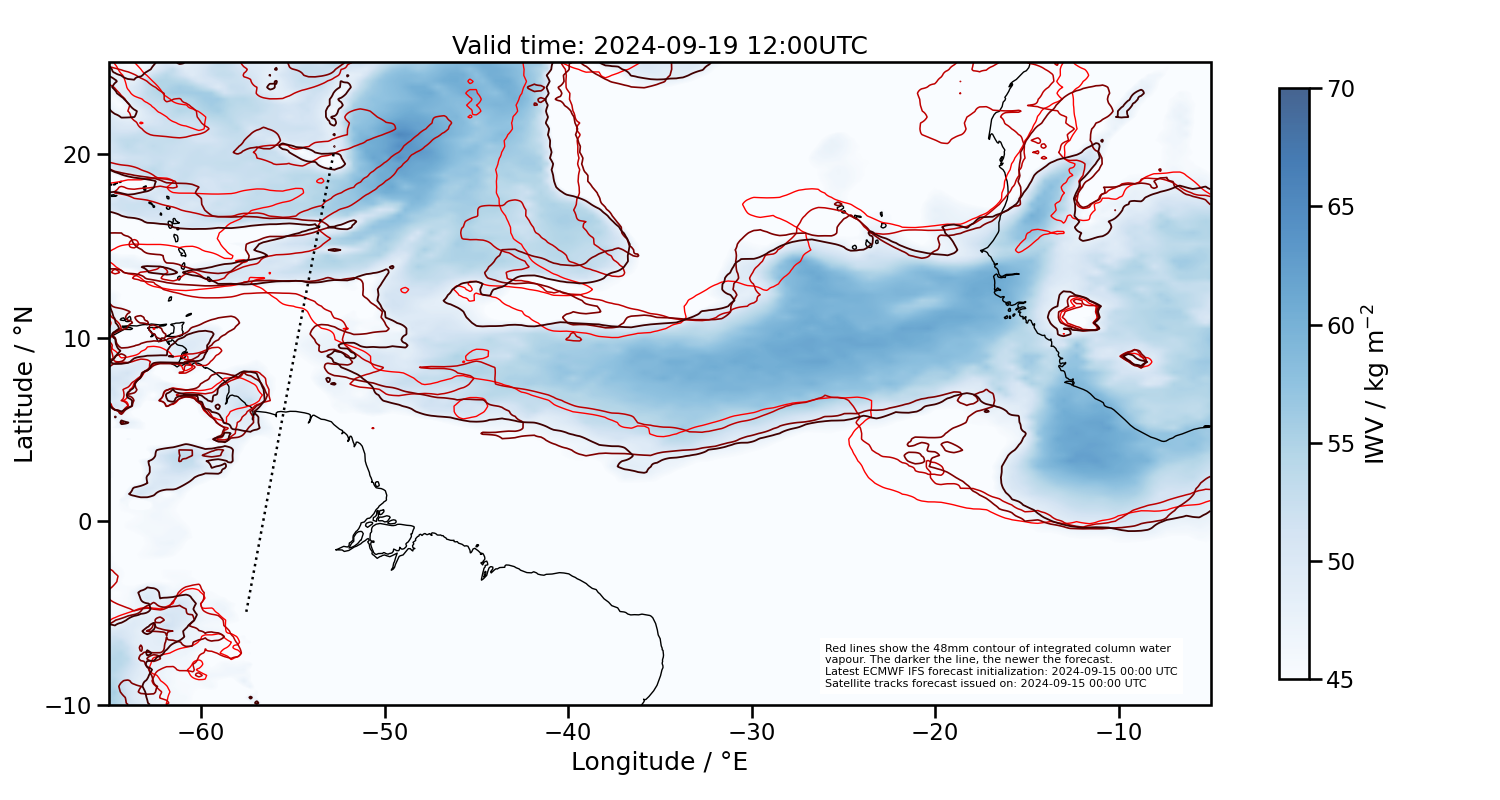 Valid time: 2024-09-19 12:00UTC
20
10
0
−10
Latitude / °N
−60
−50
−40
−30
−20
−10
Longitude / °E
Red lines show the 48mm contour of integrated column water
vapour. The darker the line, the newer the forecast.
Latest ECMWF IFS forecast initialization: 2024-09-15 00:00 UTC
Satellite tracks forecast issued on: 2024-09-15 00:00 UTC
70
65
60
55
50
45
IWV / kg m⁻²